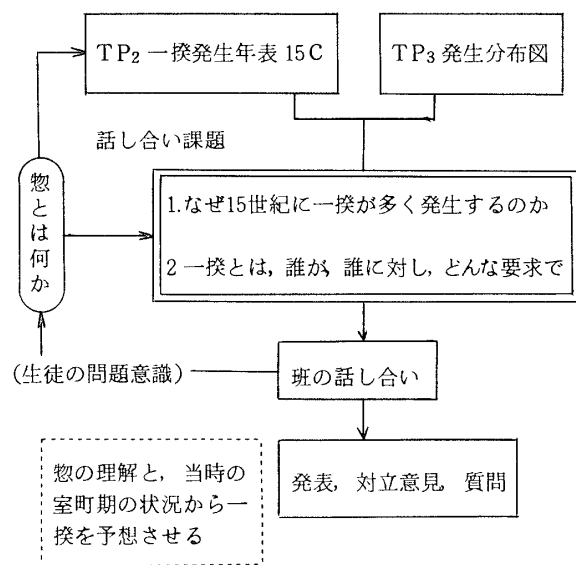 TP₂ 一揆発生年表 15C
TP₃ 発生分布図
話し合い課題
惣とは何か
1.なぜ15世紀に一揆が多く発生するのか
2 一揆とは, 誰が, 誰に対し, どんな要求で
(生徒の問題意識)
班の話し合い
発表, 対立意見, 質問
惣の理解と, 当時の
室町期の状況から一
揆を予想させる